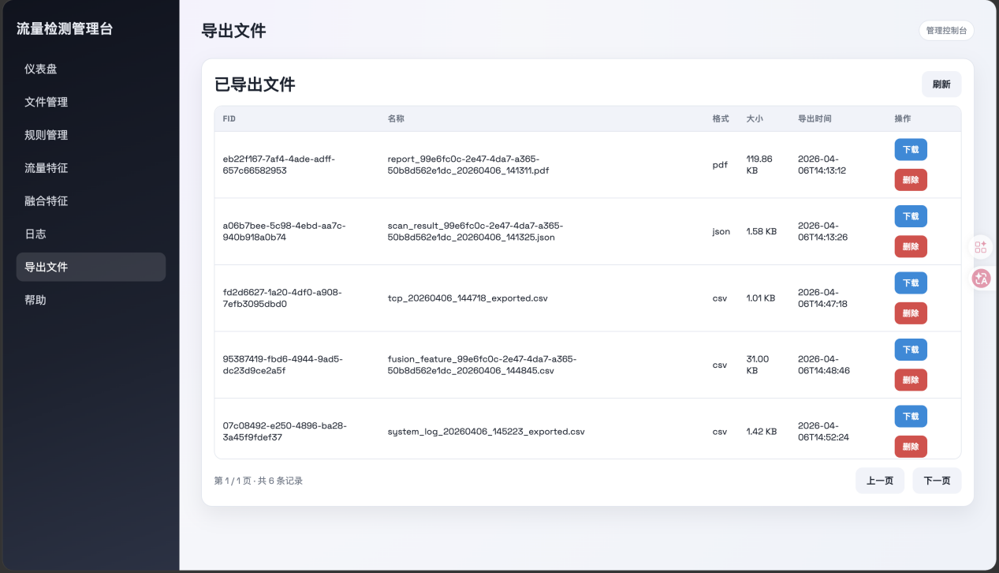 流量检测管理台
仪表盘
文件管理
规则管理
流量特征
融合特征
日志
导出文件
帮助
导出文件
管理控制台
已导出文件
刷新
FID 名称 格式 大小 导出时间 操作
eb22f167-7af4-4ade-adff-
657c66582953
report_99e6fc0c-2e47-4da7-a365-
50b8d562e1dc_20260406_141311.pdf
pdf
119.86
KB
2026-04-
06T14:13:12
下载
删除
a06b7bee-5c98-4ebd-aa7c-
940b918a0b74
scan_result_99e6fc0c-2e47-4da7-a365-
50b8d562e1dc_20260406_141325.json
json
1.58 KB
2026-04-
06T14:13:26
下载
删除
fd2d6627-1a20-4df0-a908-
7efb3095dbd0
tcp_20260406_144718_exported.csv
csv
1.01 KB
2026-04-
06T14:47:18
下载
删除
95387419-fbd6-4944-9ad5-
dc23d9ce2a5f
fusion_feature_99e6fc0c-2e47-4da7-a365-
50b8d562e1dc_20260406_144845.csv
csv
31.00
KB
2026-04-
06T14:48:46
下载
删除
07c08492-e250-4896-ba28-
3a45f9fdef37
system_log_20260406_145223_exported.csv
csv
1.42 KB
2026-04-
06T14:52:24
下载
删除
第 1 / 1 页 · 共 6 条记录
上一页
下一页